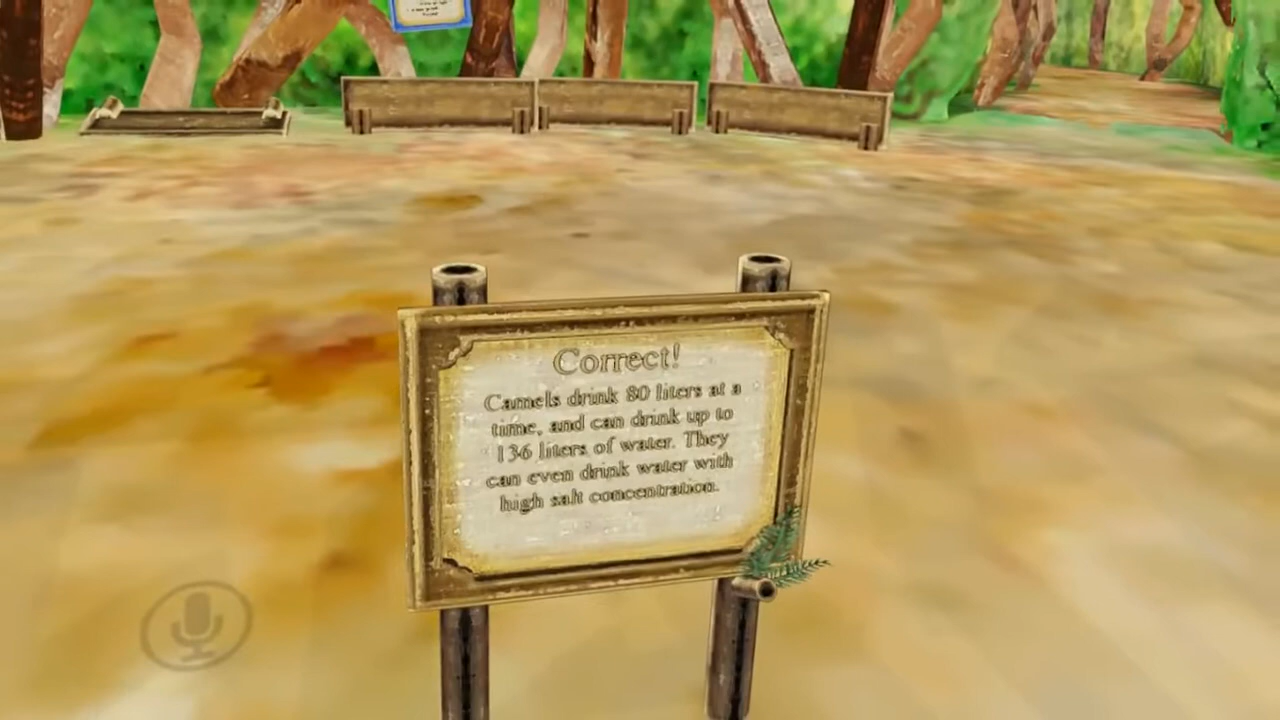 Correct!
Camels drink 80 liters at a
time, and can drink up to
136 liters of water. They
can even drink water with
high salt concentration.